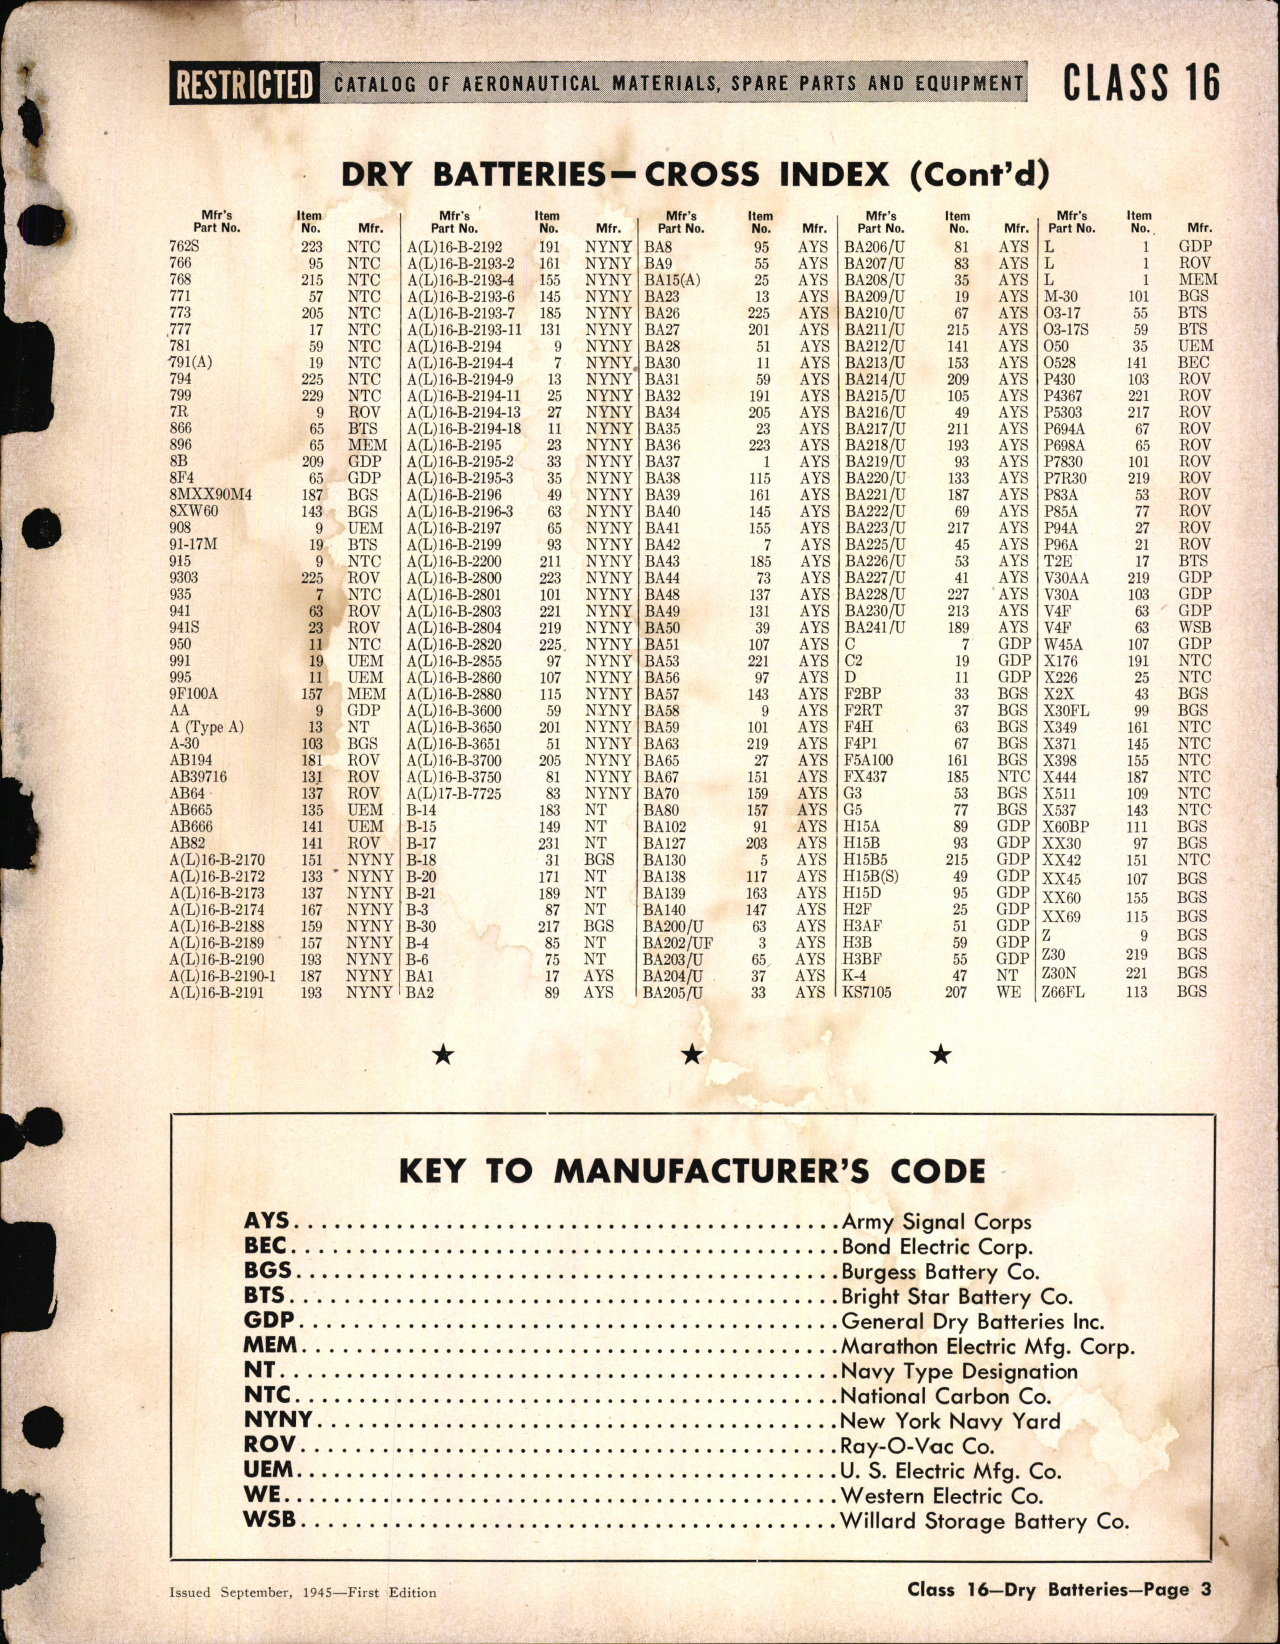 RESTRICTED CATALOG OF AERONAUTICAL MATERIALS, SPARE PARTS AND EQUIPMENT CLASS 16
DRY BATTERIES—CROSS INDEX (Cont'd)
Mfr's Part No. Item No. Mfr.
762S 223 NTC
766 95 NTC
768 215 NTC
771 57 NTC
773 205 NTC
777 17 NTC
781 59 NTC
791(A) 19 NTC
794 225 NTC
799 229 NTC
7R 9 ROV
866 65 BTS
896 65 MEM
8B 209 GDP
8F4 65 GDP
8MXX90M4 187 BGS
8XW60 143 BGS
908 9 UEM
91-17M 19 BTS
915 9 NTC
9303 225 ROV
935 7 NTC
941 63 ROV
941S 23 ROV
950 11 NTC
991 19 UEM
995 11 UEM
9F100A 157 MEM
AA 9 GDP
A (Type A) 13 NT
A-30 103 BGS
AB194 181 ROV
AB39716 131 ROV
AB64 137 ROV
AB665 135 UEM
AB666 141 UEM
AB82 141 ROV
A(L)16-B-2170 151 NYNY
A(L)16-B-2172 133 NYNY
A(L)16-B-2173 137 NYNY
A(L)16-B-2174 167 NYNY
A(L)16-B-2188 159 NYNY
A(L)16-B-2189 157 NYNY
A(L)16-B-2190 193 NYNY
A(L)16-B-2190-1 187 NYNY
A(L)16-B-2191 193 NYNY
Mfr's Part No. Item No. Mfr.
A(L)16-B-2192 191 NYNY
A(L)16-B-2193-2 161 NYNY
A(L)16-B-2193-4 155 NYNY
A(L)16-B-2193-6 145 NYNY
A(L)16-B-2193-7 185 NYNY
A(L)16-B-2193-11 131 NYNY
A(L)16-B-2194 9 NYNY
A(L)16-B-2194-4 7 NYNY
A(L)16-B-2194-9 13 NYNY
A(L)16-B-2194-11 25 NYNY
A(L)16-B-2194-13 27 NYNY
A(L)16-B-2194-18 11 NYNY
A(L)16-B-2195 23 NYNY
A(L)16-B-2195-2 33 NYNY
A(L)16-B-2195-3 35 NYNY
A(L)16-B-2196 49 NYNY
A(L)16-B-2196-3 63 NYNY
A(L)16-B-2197 65 NYNY
A(L)16-B-2199 93 NYNY
A(L)16-B-2200 211 NYNY
A(L)16-B-2800 223 NYNY
A(L)16-B-2801 101 NYNY
A(L)16-B-2803 221 NYNY
A(L)16-B-2804 219 NYNY
A(L)16-B-2820 225 NYNY
A(L)16-B-2855 97 NYNY
A(L)16-B-2860 107 NYNY
A(L)16-B-2880 115 NYNY
A(L)16-B-3600 59 NYNY
A(L)16-B-3650 201 NYNY
A(L)16-B-3651 51 NYNY
A(L)16-B-3700 205 NYNY
A(L)16-B-3750 81 NYNY
A(L)17-B-7725 83 NYNY
B-14 183 NT
B-15 149 NT
B-17 231 NT
B-18 31 BGS
B-20 171 NT
B-21 189 NT
B-3 87 NT
B-30 217 BGS
B-4 85 NT
B-6 75 NT
BA1 17 AYS
BA2 89 AYS
Mfr's Part No. Item No. Mfr.
BA8 95 AYS
BA9 55 AYS
BA15(A) 25 AYS
BA23 13 AYS
BA26 225 AYS
BA27 201 AYS
BA28 51 AYS
BA30 11 AYS
BA31 59 AYS
BA32 191 AYS
BA34 205 AYS
BA35 23 AYS
BA36 223 AYS
BA37 1 AYS
BA38 115 AYS
BA39 161 AYS
BA40 145 AYS
BA41 155 AYS
BA42 7 AYS
BA43 185 AYS
BA44 73 AYS
BA48 137 AYS
BA49 131 AYS
BA50 39 AYS
BA51 107 AYS
BA53 221 AYS
BA56 97 AYS
BA57 143 AYS
BA58 9 AYS
BA59 101 AYS
BA63 219 AYS
BA65 27 AYS
BA67 151 AYS
BA70 159 AYS
BA80 157 AYS
BA102 91 AYS
BA127 203 AYS
BA130 5 AYS
BA138 117 AYS
BA139 163 AYS
BA140 147 AYS
BA200/U 63 AYS
BA202/UF 3 AYS
BA203/U 65 AYS
BA204/U 37 AYS
BA205/U 33 AYS
Mfr's Part No. Item No. Mfr.
BA206/U 81 AYS
BA207/U 83 AYS
BA208/U 35 AYS
BA209/U 19 AYS
BA210/U 67 AYS
BA211/U 215 AYS
BA212/U 141 AYS
BA213/U 153 AYS
BA214/U 209 AYS
BA215/U 105 AYS
BA216/U 49 AYS
BA217/U 211 AYS
BA218/U 193 AYS
BA219/U 93 AYS
BA220/U 133 AYS
BA221/U 187 AYS
BA222/U 69 AYS
BA223/U 217 AYS
BA225/U 45 AYS
BA226/U 53 AYS
BA227/U 41 AYS
BA228/U 227 AYS
BA230/U 213 AYS
BA241/U 189 AYS
C 7 GDP
C2 19 GDP
D 11 GDP
F2BP 33 BGS
F2RT 37 BGS
F4H 63 BGS
F4P1 67 BGS
F5A100 161 BGS
FX437 185 NTC
G3 53 BGS
G5 77 BGS
H15A 89 GDP
H15B 93 GDP
H15B5 215 GDP
H15B(S) 49 GDP
H15D 95 GDP
H2F 25 GDP
H3AF 51 GDP
H3B 59 GDP
H3BF 55 GDP
K-4 47 NT
KS7105 207 WE
Mfr's Part No. Item No. Mfr.
L 1 GDP
L 1 ROV
L 1 MEM
M-30 101 BGS
O3-17 55 BTS
O3-17S 59 BTS
O50 35 UEM
O528 141 BEC
P430 103 ROV
P4367 221 ROV
P5303 217 ROV
P694A 67 ROV
P698A 65 ROV
P7830 101 ROV
P7R30 219 ROV
P83A 53 ROV
P85A 77 ROV
P94A 27 ROV
P96A 21 ROV
T2E 17 BTS
V30AA 219 GDP
V30A 103 GDP
V4F 63 GDP
V4F 63 WSB
W45A 107 GDP
X176 191 NTC
X226 25 NTC
X2X 43 BGS
X30FL 99 BGS
X349 161 NTC
X371 145 NTC
X398 155 NTC
X444 187 NTC
X511 109 NTC
X537 143 NTC
X60BP 111 BGS
XX30 97 BGS
XX42 151 NTC
XX45 107 BGS
XX60 155 BGS
XX69 115 BGS
Z 9 BGS
Z30 219 BGS
Z30N 221 BGS
Z66FL 113 BGS
★ ★ ★
KEY TO MANUFACTURER'S CODE
AYS Army Signal Corps
BEC Bond Electric Corp.
BGS Burgess Battery Co.
BTS Bright Star Battery Co.
GDP General Dry Batteries Inc.
MEM Marathon Electric Mfg. Corp.
NT Navy Type Designation
NTC National Carbon Co.
NYNY New York Navy Yard
ROV Ray-O-Vac Co.
UEM U. S. Electric Mfg. Co.
WE Western Electric Co.
WSB Willard Storage Battery Co.
Issued September, 1945—First Edition
Class 16—Dry Batteries—Page 3